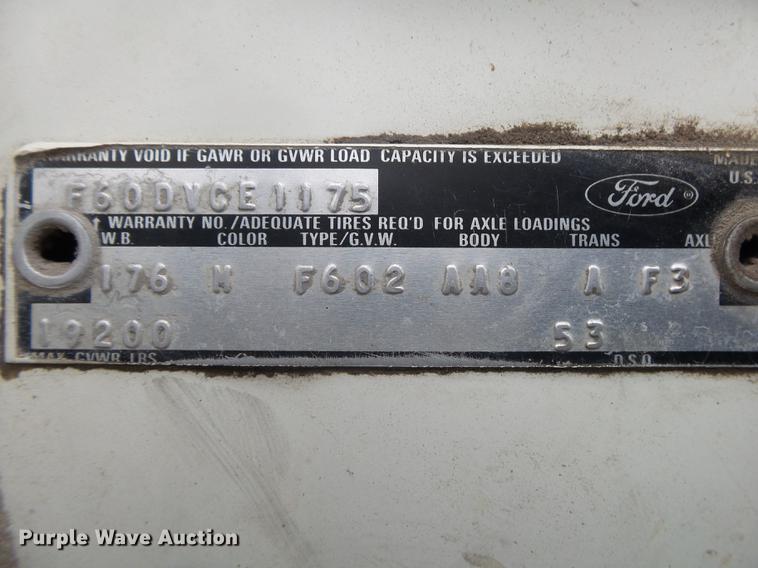 WARRANTY VOID IF GAWR OR GVWR LOAD CAPACITY IS EXCEEDED
MADE
U.S.
F60DVCE1175
Ford
WARRANTY NO./ADEQUATE TIRES REQ'D FOR AXLE LOADINGS
W.B. COLOR TYPE/G.V.W. BODY TRANS AXL
176 N F602 AA8 A F3
19200 53
MAX. GVWR LBS D.S.O.
Purple Wave Auction